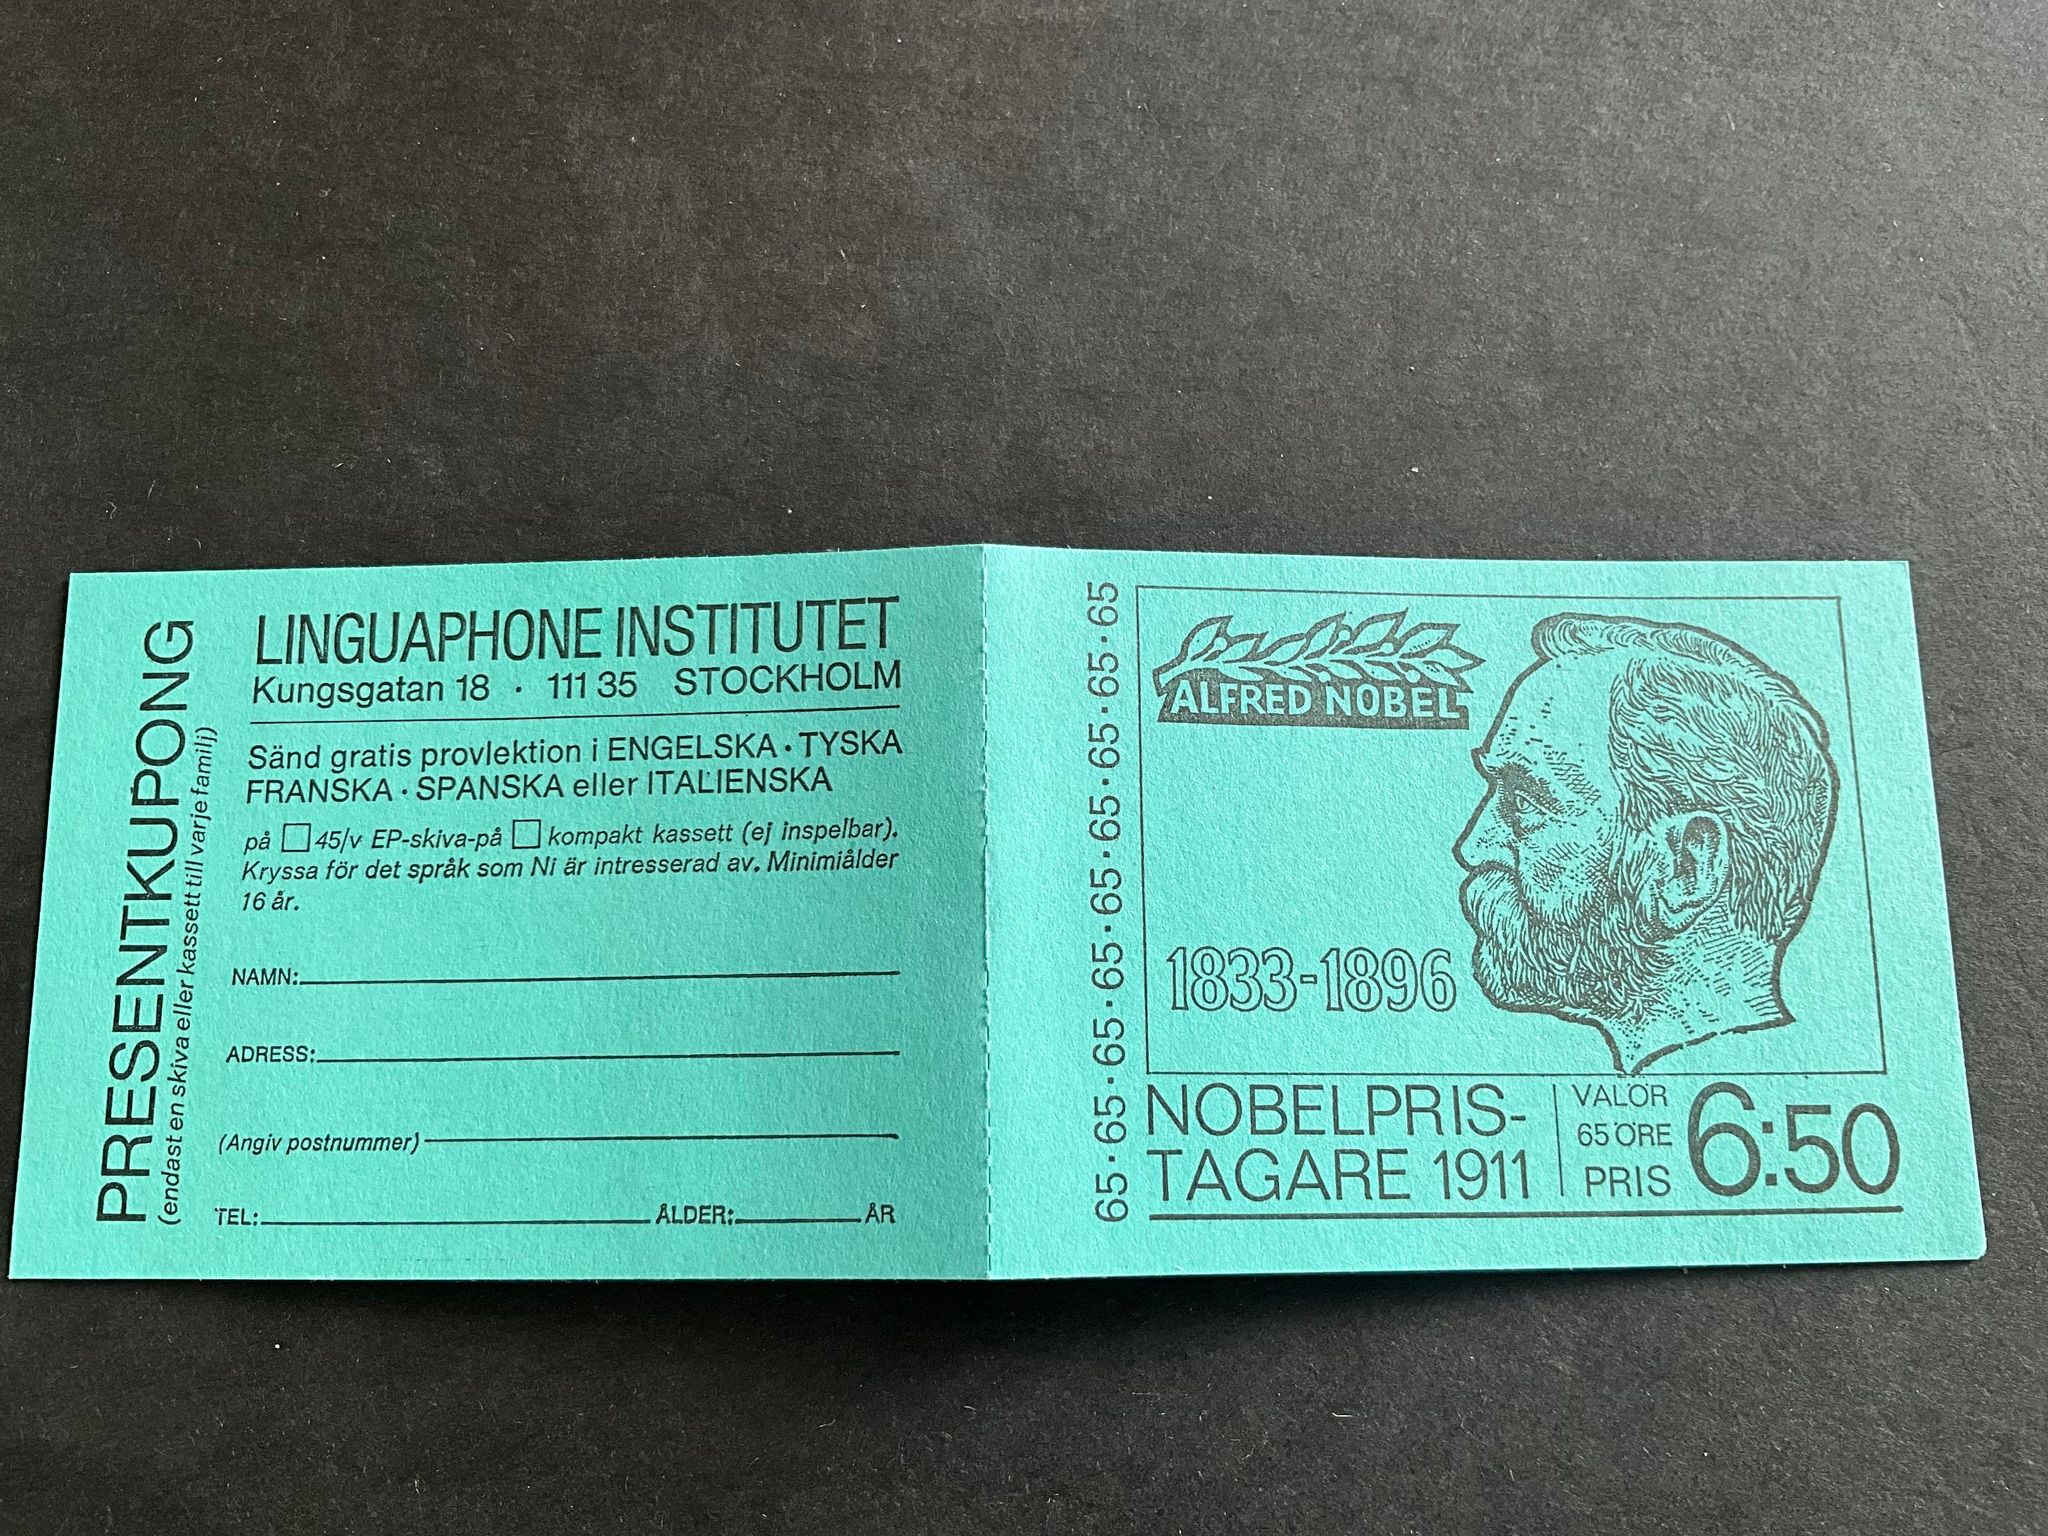 PRESENTKUPONG
(endast en skiva eller kassett till varje familj)
LINGUAPHONE INSTITUTET
Kungsgatan 18 · 111 35 STOCKHOLM
Sänd gratis provlektion i ENGELSKA · TYSKA
FRANSKA · SPANSKA eller ITALIENSKA
på □ 45/v EP-skiva-på □ kompakt kassett (ej inspelbar).
Kryssa för det språk som Ni är intresserad av. Minimiålder
16 år.
NAMN:
ADRESS:
(Angiv postnummer)
TEL: ÅLDER: ÅR
65·65·65·65·65·65·65·65·65·65
ALFRED NOBEL
1833-1896
NOBELPRIS-
TAGARE 1911
VALÖR
65 ÖRE
PRIS
6:50